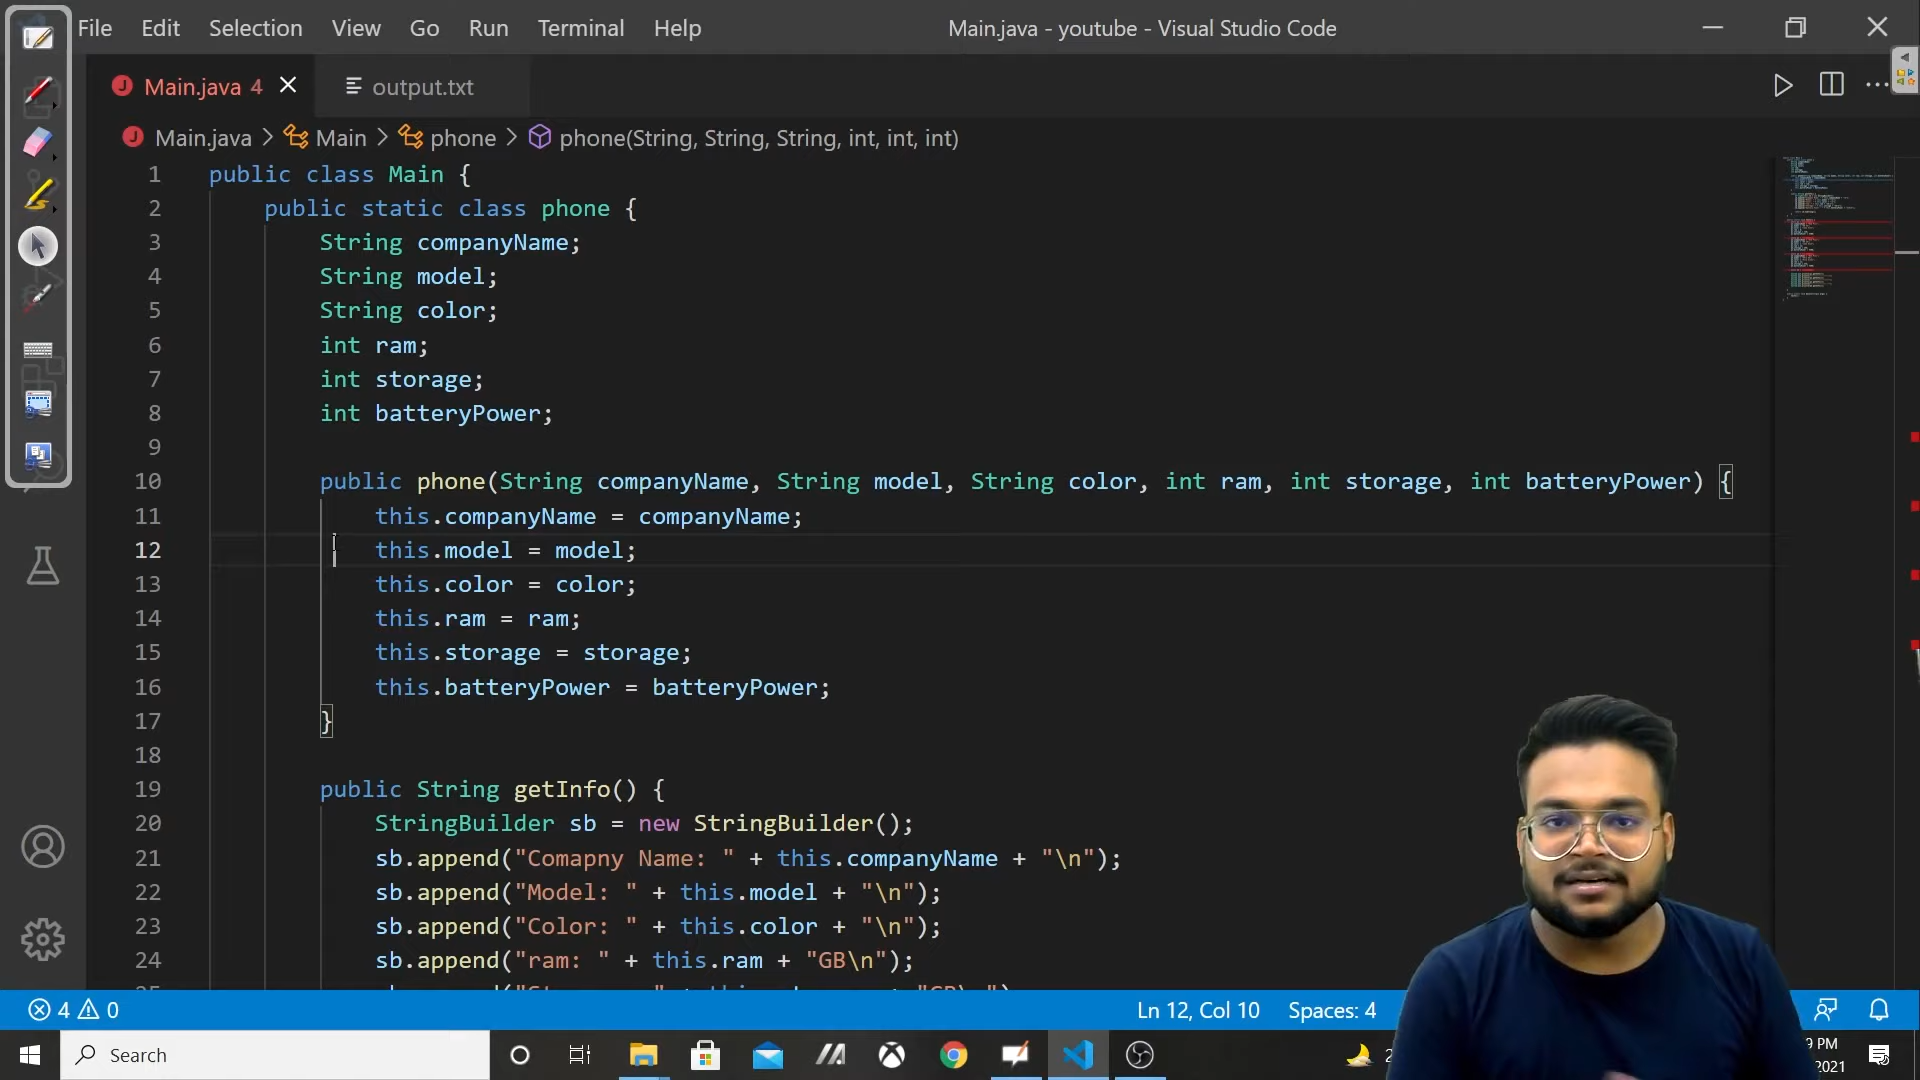 File Edit Selection View Go Run Terminal Help Main.java - youtube - Visual Studio Code
Main.java 4 output.txt
Main.java > Main > phone > phone(String, String, String, int, int, int)
1 public class Main {
2 public static class phone {
3 String companyName;
4 String model;
5 String color;
6 int ram;
7 int storage;
8 int batteryPower;
9
10 public phone(String companyName, String model, String color, int ram, int storage, int batteryPower) {
11 this.companyName = companyName;
12 this.model = model;
13 this.color = color;
14 this.ram = ram;
15 this.storage = storage;
16 this.batteryPower = batteryPower;
17 }
18
19 public String getInfo() {
20 StringBuilder sb = new StringBuilder();
21 sb.append("Comapny Name: " + this.companyName + "\n");
22 sb.append("Model: " + this.model + "\n");
23 sb.append("Color: " + this.color + "\n");
24 sb.append("ram: " + this.ram + "GB\n");
4 0 Ln 12, Col 10 Spaces: 4
Search
9 PM
2021